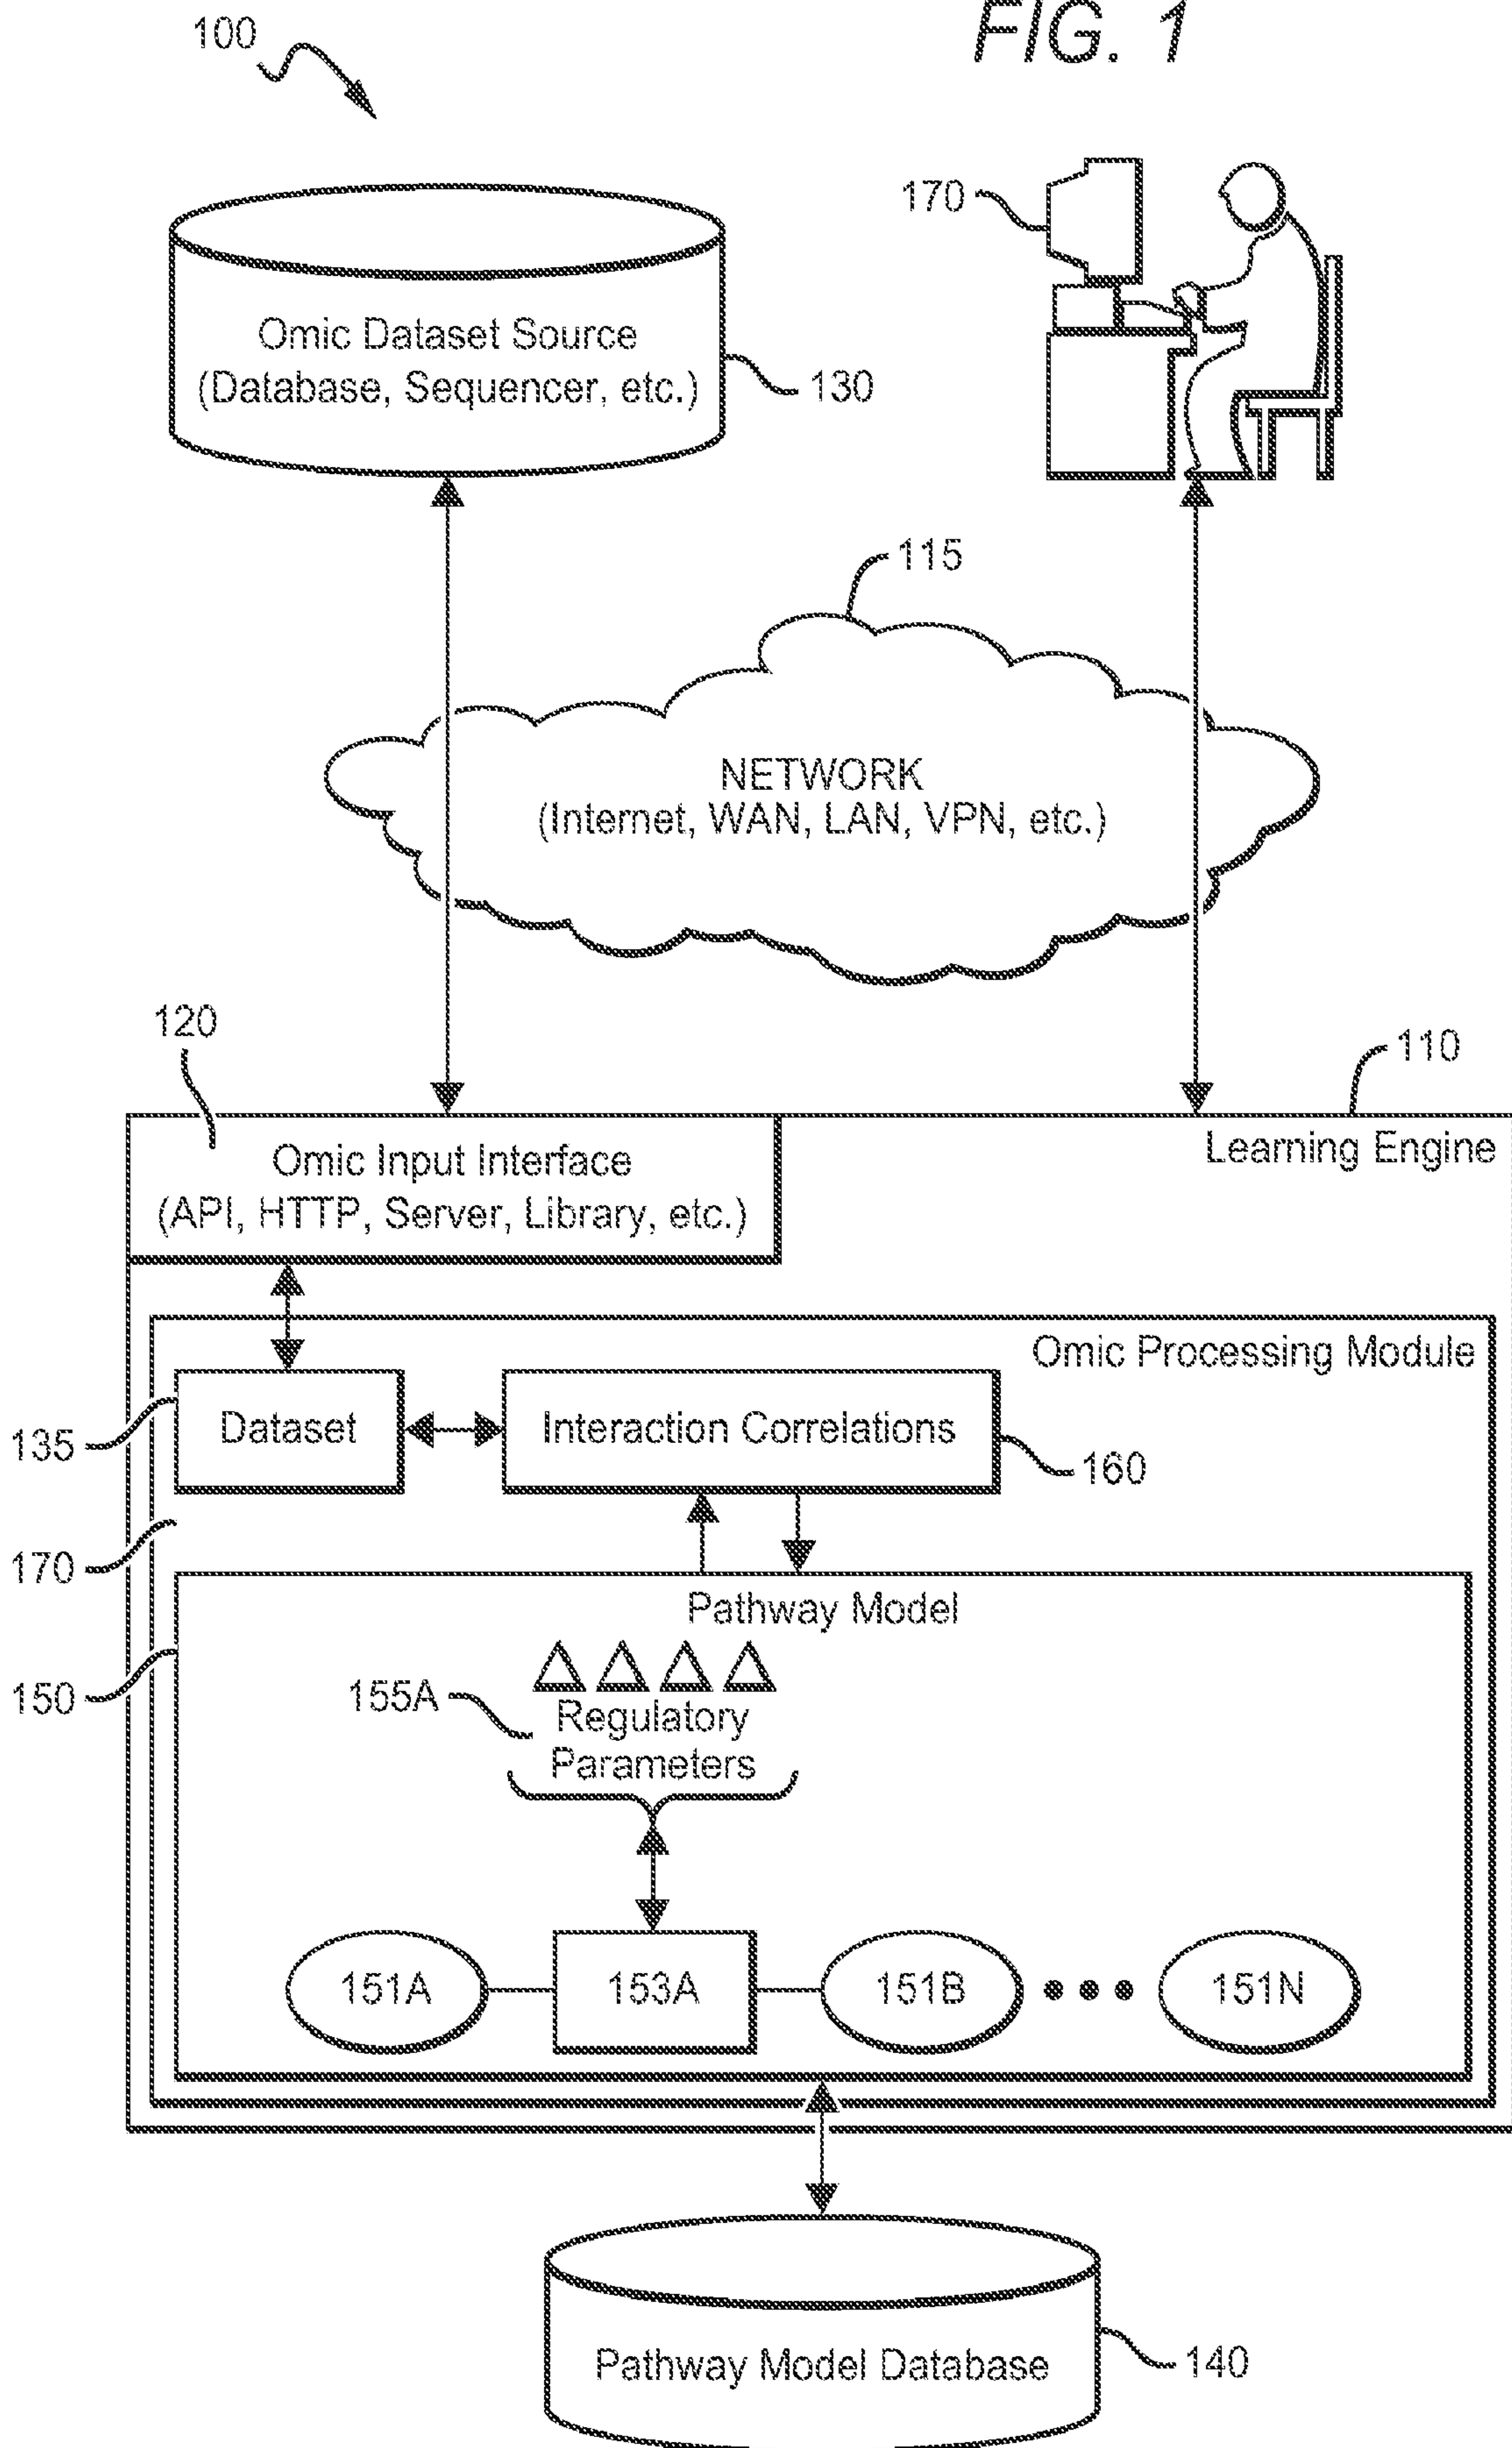 100
FIG. 1
170
Omic Dataset Source
(Database, Sequencer, etc.)
130
115
NETWORK
(Internet, WAN, LAN, VPN, etc.)
120
110
Omic Input Interface
(API, HTTP, Server, Library, etc.)
Learning Engine
Omic Processing Module
135
Dataset
Interaction Correlations
160
170
Pathway Model
150
155A
Regulatory
Parameters
151A
153A
151B
151N
Pathway Model Database
140